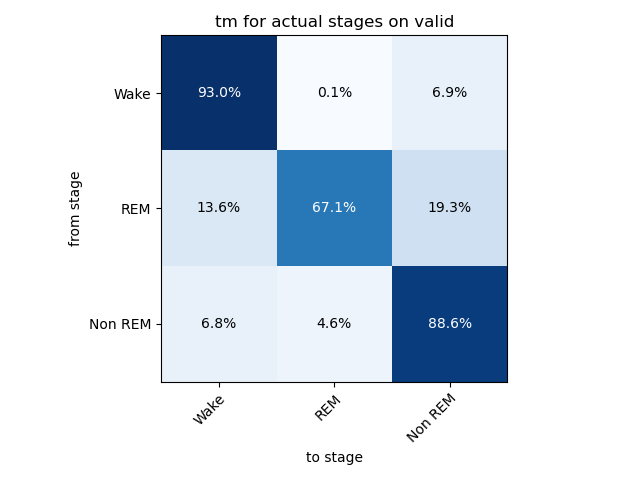 tm for actual stages on valid
Wake 93.0% 0.1% 6.9%
REM 13.6% 67.1% 19.3%
Non REM 6.8% 4.6% 88.6%
from stage
Wake REM Non REM
to stage